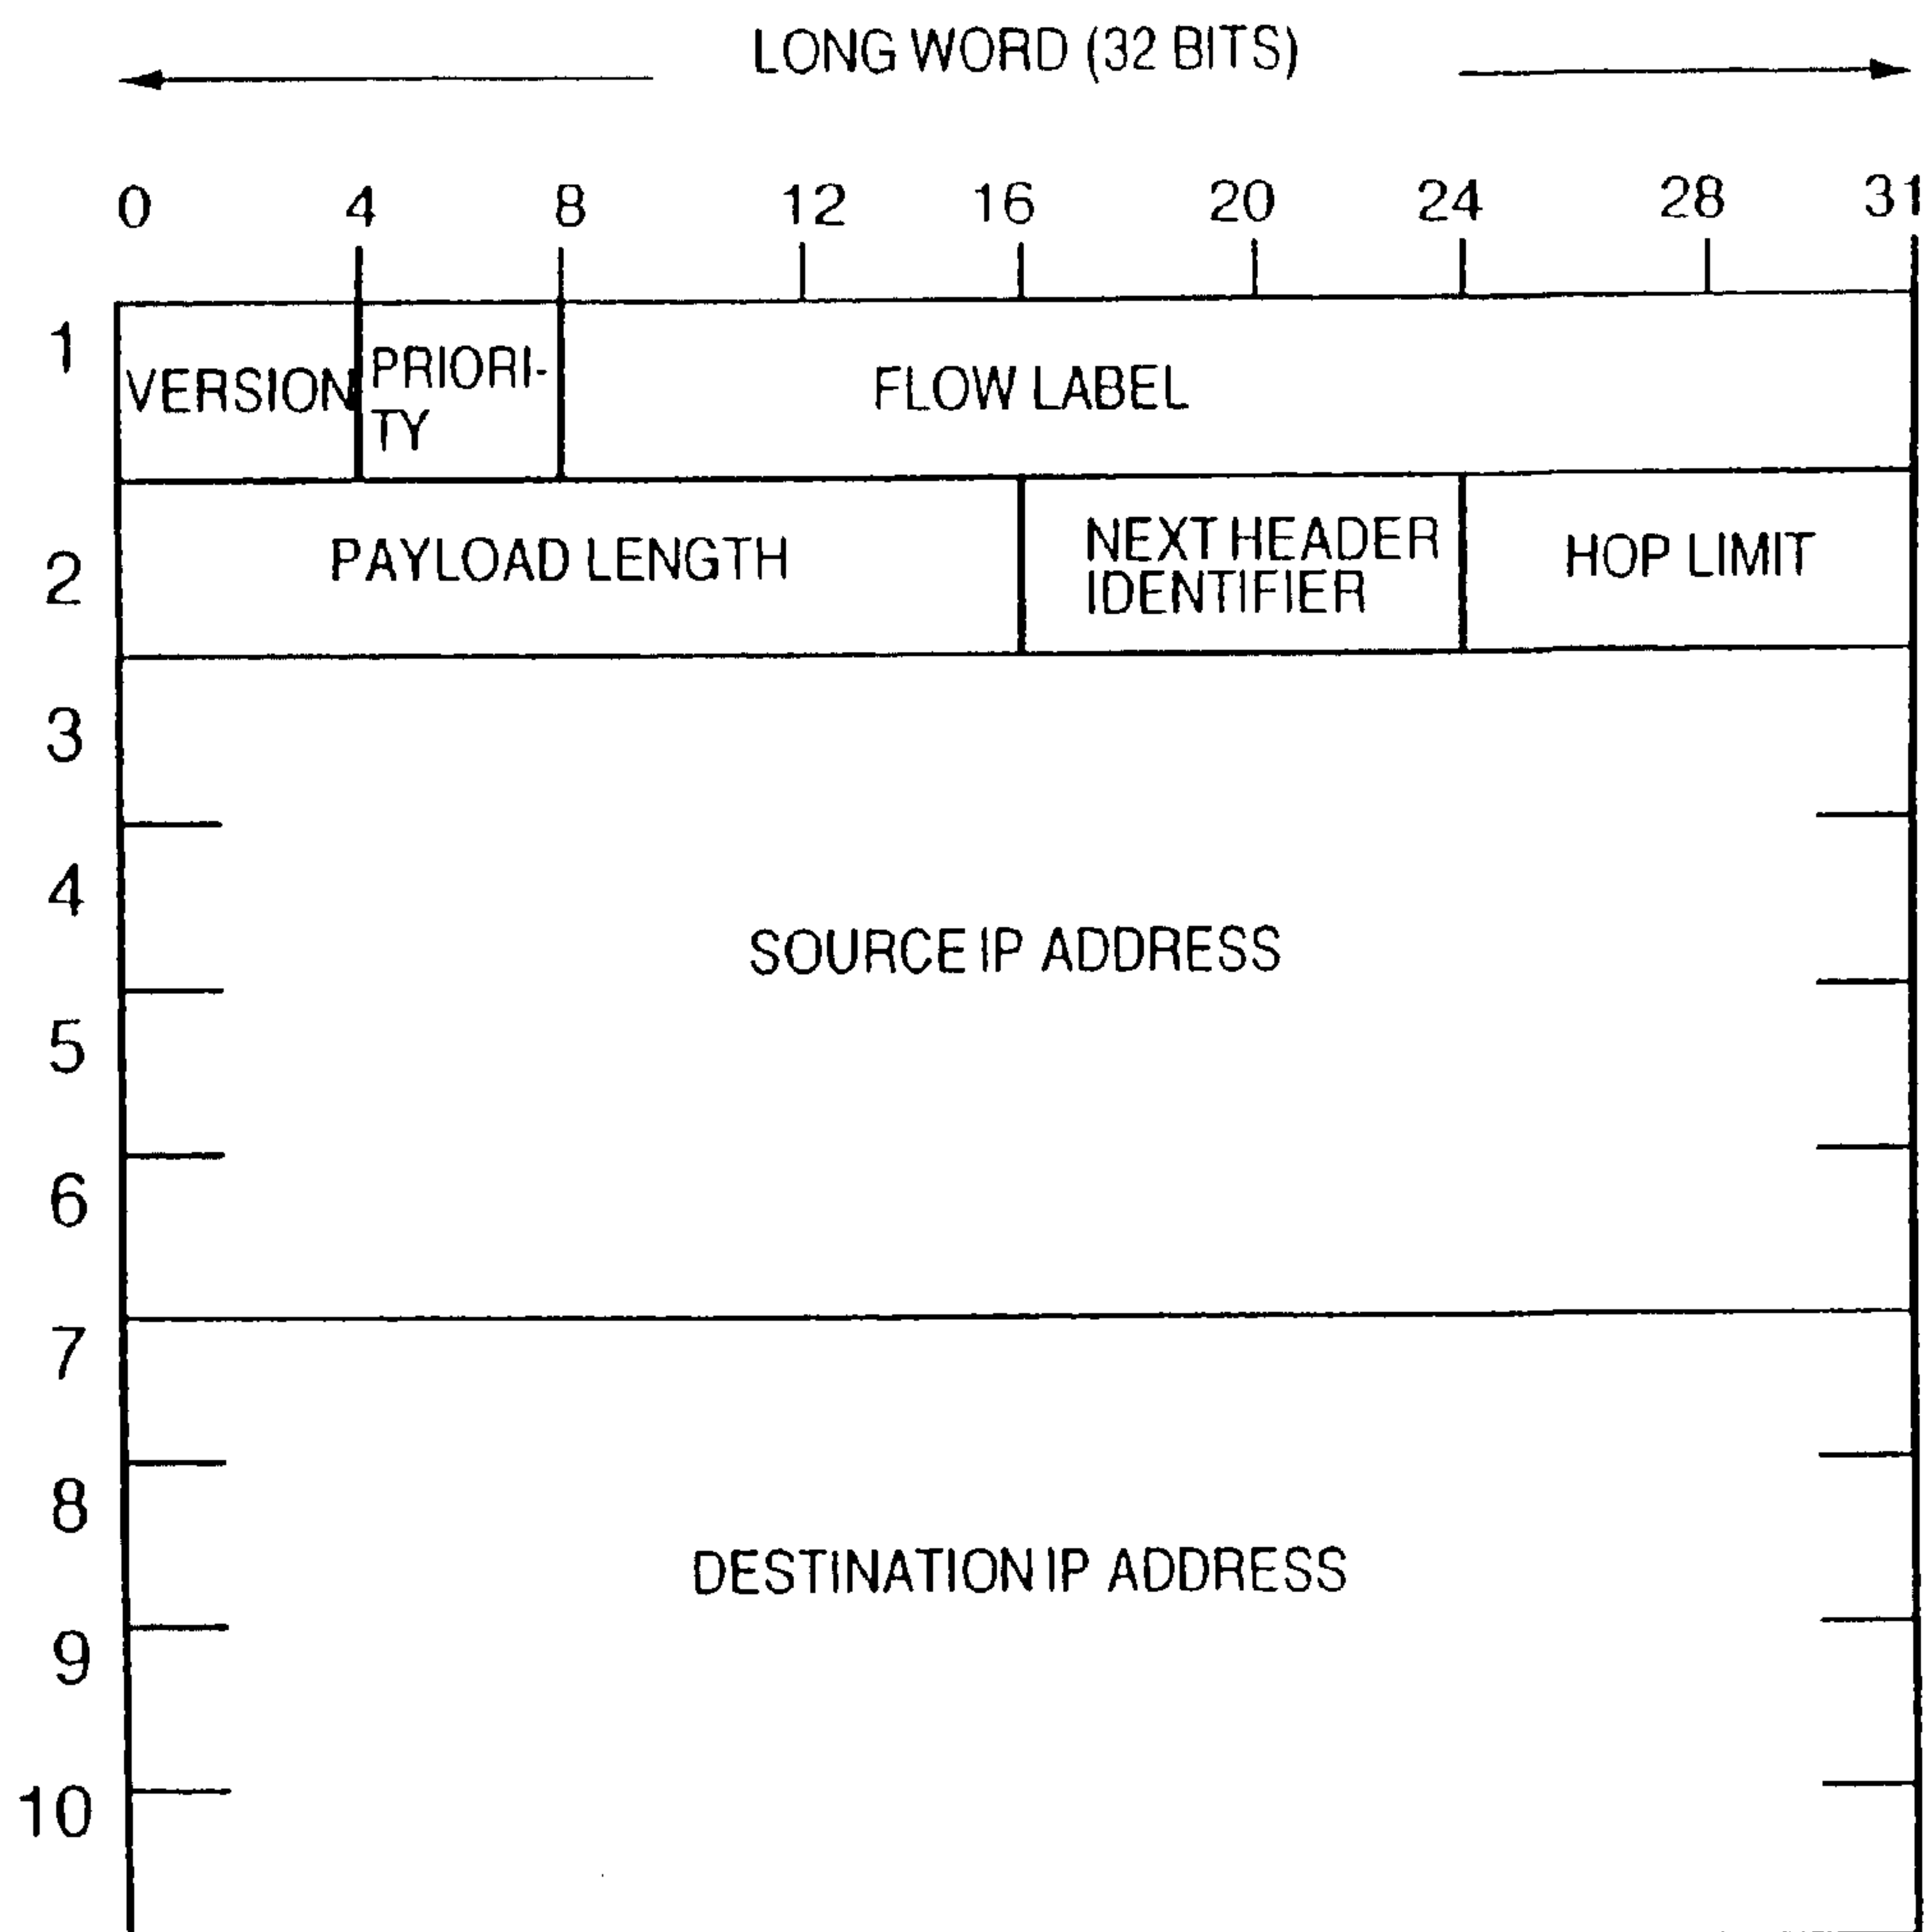 LONG WORD (32 BITS)
0 4 8 12 16 20 24 28 31
1
VERSION
PRIORI-
TY
FLOW LABEL
2
PAYLOAD LENGTH
NEXT HEADER
IDENTIFIER
HOP LIMIT
3
4
SOURCE IP ADDRESS
5
6
7
8
DESTINATION IP ADDRESS
9
10